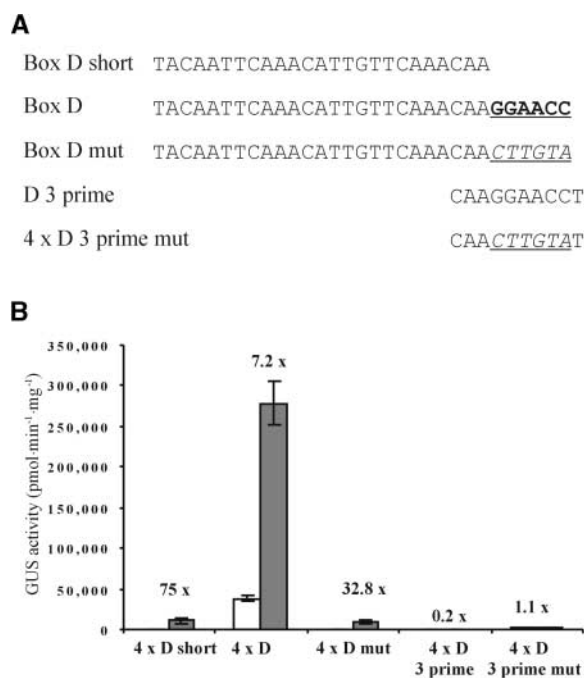 A
Box D short TACAATTCAAACATTGTTCAAACAA
Box D TACAATTCAAACATTGTTCAAACAAGGAACC
Box D mut TACAATTCAAACATTGTTCAAACAACTTGTA
D 3 prime CAAGGAACCT
4 x D 3 prime mut CAACTTGTAT
B
GUS activity (pmol·min⁻¹·mg⁻¹)
350,000
300,000
250,000
200,000
150,000
100,000
50,000
0
75 x
7.2 x
32.8 x
0.2 x
1.1 x
4 x D short
4 x D
4 x D mut
4 x D
3 prime
4 x D
3 prime mut